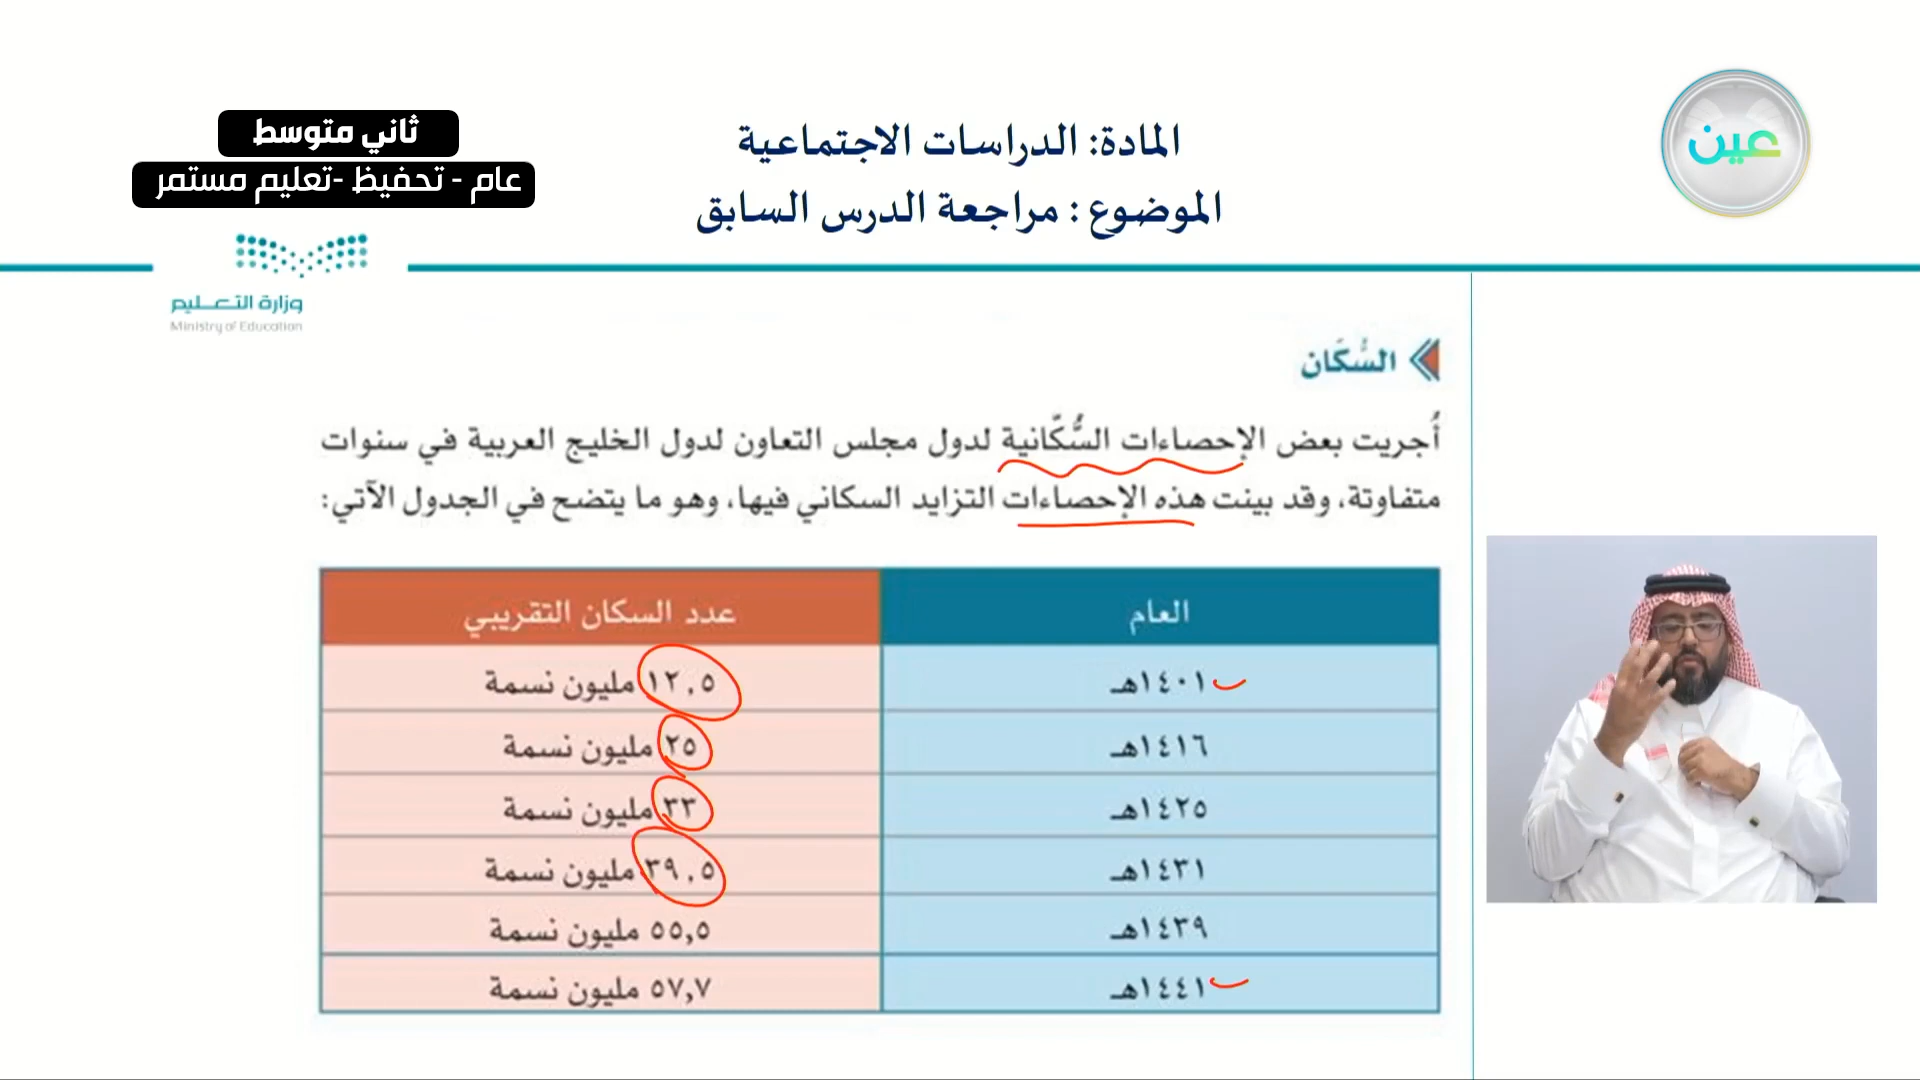 ثاني متوسط
عام - تحفيظ -تعليم مستمر
المادة: الدراسات الاجتماعية
الموضوع : مراجعة الدرس السابق
عين
وزارة التعـــليم
Ministry of Education
السُّكَان
أُجريت بعض الإحصاءات السُّكّانية لدول مجلس التعاون لدول الخليج العربية في سنوات
متفاوتة، وقد بينت هذه الإحصاءات التزايد السكاني فيها، وهو ما يتضح في الجدول الآتي:
العام عدد السكان التقريبي
١٤٠١هـ ١٢,٥ مليون نسمة
١٤١٦هـ ٢٥ مليون نسمة
١٤٢٥هـ ٣٣ مليون نسمة
١٤٣١هـ ٣٩,٥ مليون نسمة
١٤٣٩هـ ٥٥,٥ مليون نسمة
١٤٤١هـ ٥٧,٧ مليون نسمة